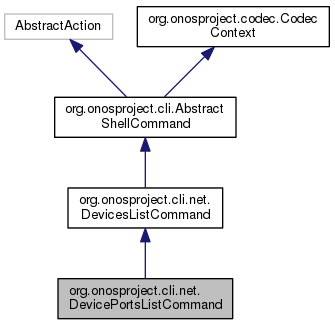 AbstractAction
org.onosproject.codec.Codec
Context
org.onosproject.cli.Abstract
ShellCommand
org.onosproject.cli.net.
DevicesListCommand
org.onosproject.cli.net.
DevicePortsListCommand